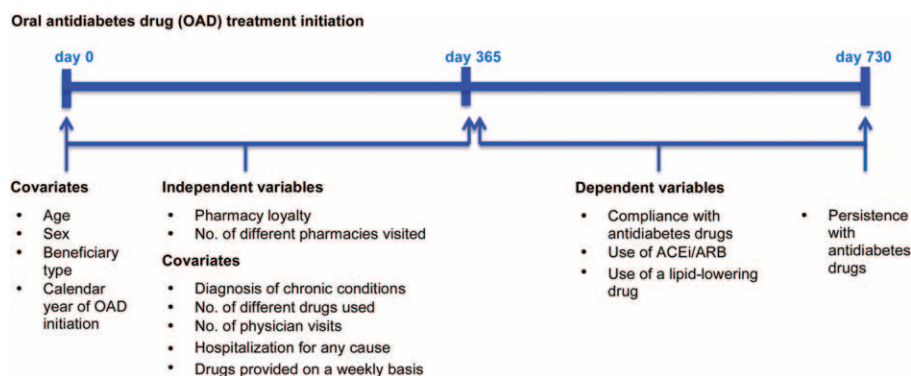 Oral antidiabetes drug (OAD) treatment initiation
day 0
day 365
day 730
Covariates
• Age
• Sex
• Beneficiary
type
• Calendar
year of OAD
initiation
Independent variables
• Pharmacy loyalty
• No. of different pharmacies visited
Covariates
• Diagnosis of chronic conditions
• No. of different drugs used
• No. of physician visits
• Hospitalization for any cause
• Drugs provided on a weekly basis
Dependent variables
• Compliance with
antidiabetes drugs
• Use of ACEi/ARB
• Use of a lipid-lowering
drug
• Persistence
with
antidiabetes
drugs